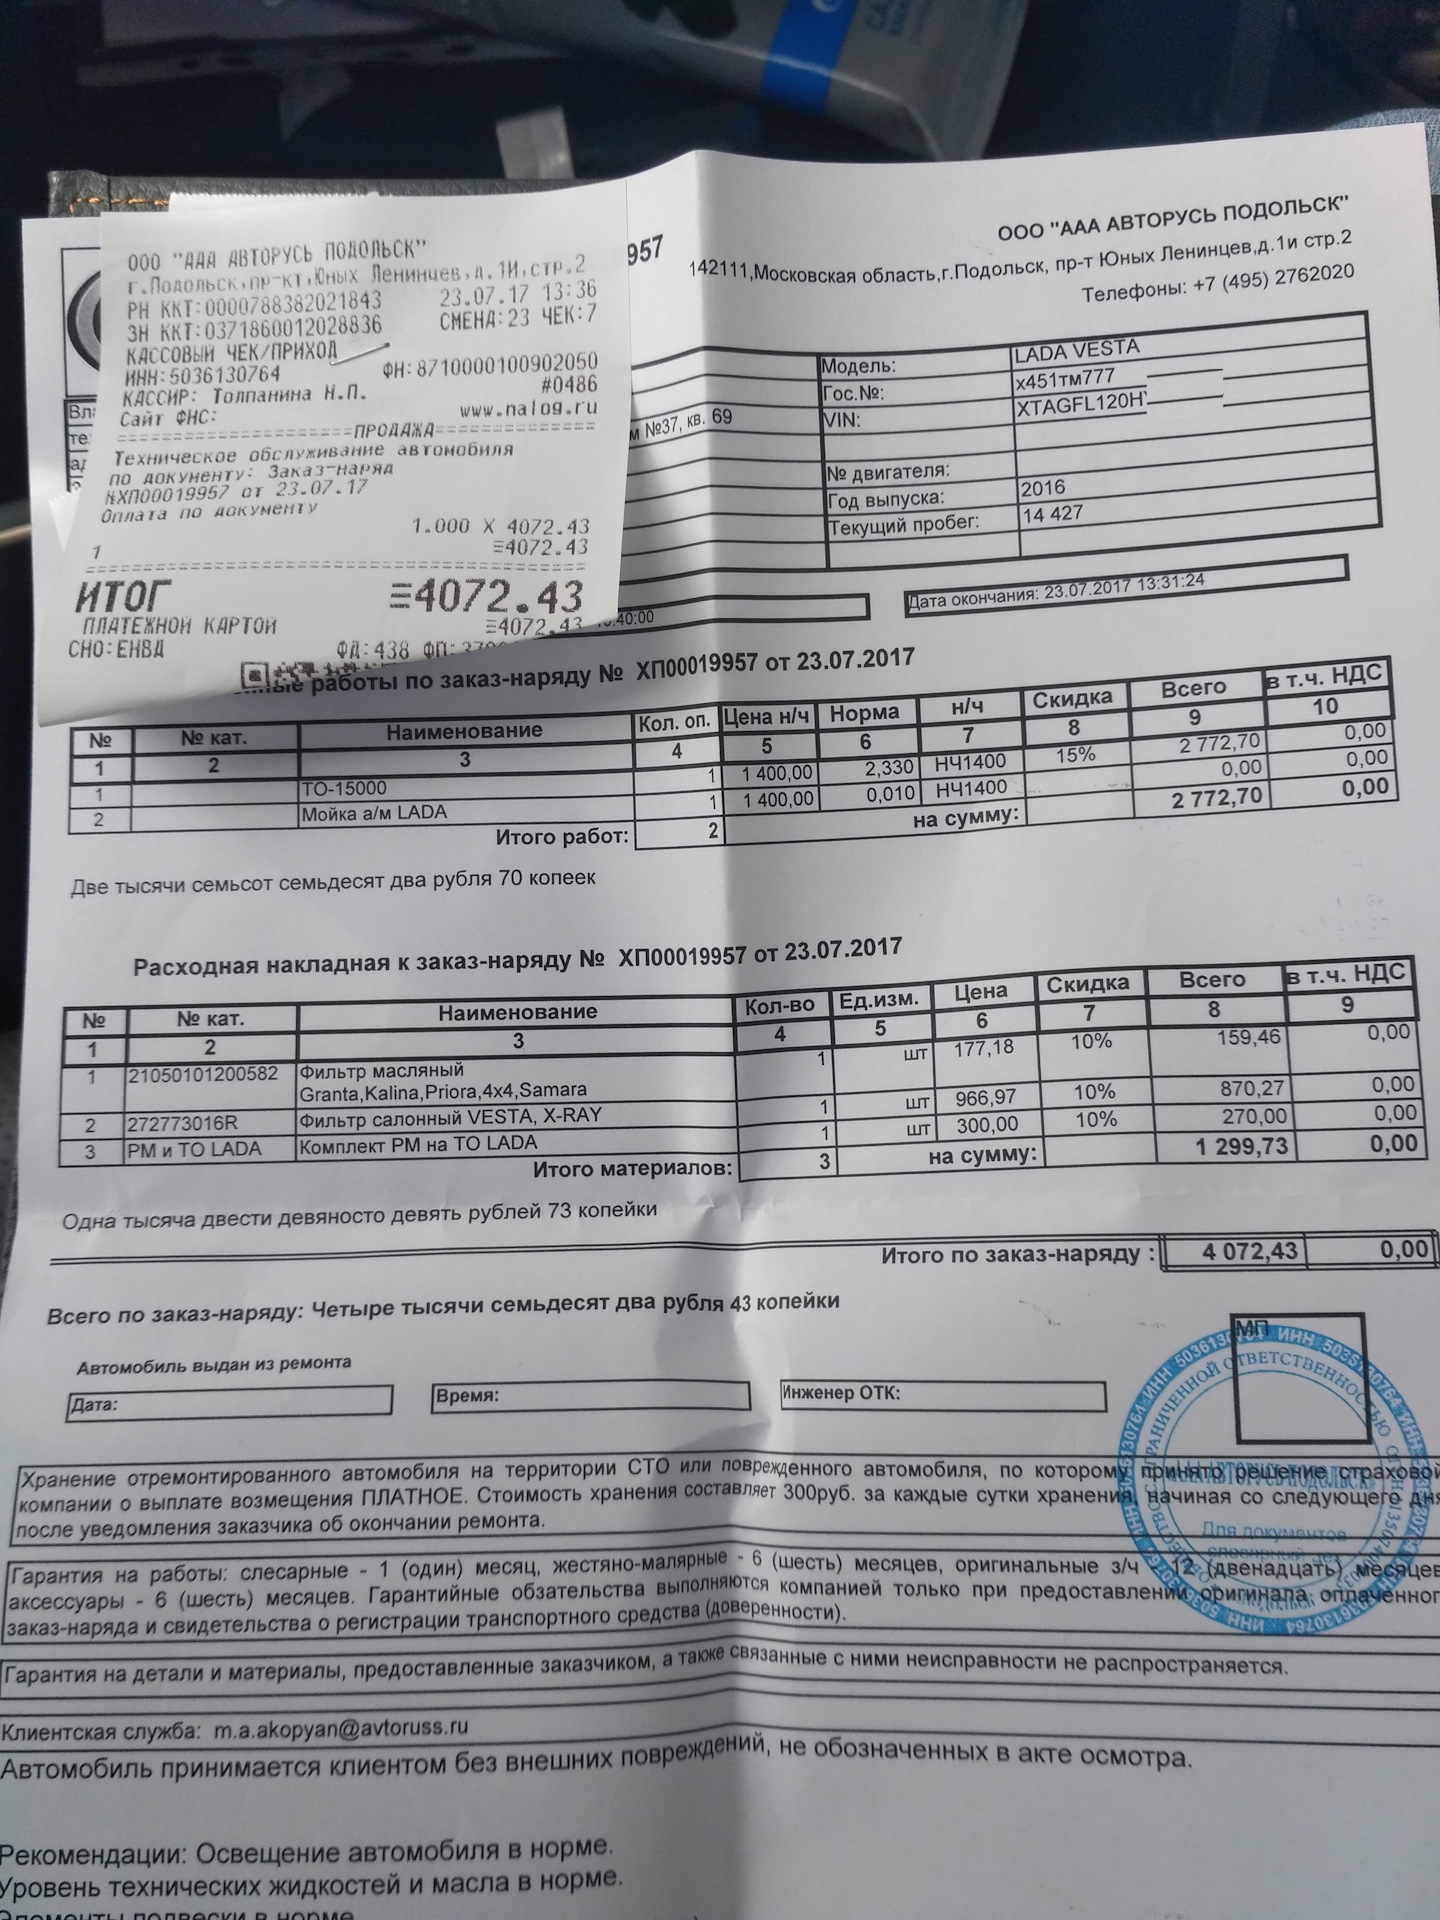 ООО "ААА АВТОРУСЬ ПОДОЛЬСК"
г.Подольск,пр-кт,Юных Ленинцев,д.1И,стр.2
РН ККТ:0000788382021843 23.07.17 13:36
ЗН ККТ:0371860012028836 СМЕНА:23 ЧЕК:7
КАССОВЫЙ ЧЕК/ПРИХОД
ИНН:5036130764 ФН:8710000100902050
КАССИР: Толпанина Н.П. #0486
Сайт ФНС: www.nalog.ru
ПРОДАЖА
Техническое обслуживание автомобиля
по документу: Заказ-наряд
№ХП00019957 от 23.07.17
Оплата по документу
1.000 X 4072.43
1 ≡4072.43
ИТОГ ≡4072.43
ПЛАТЕЖНОЙ КАРТОЙ ≡4072.43
СНО:ЕНВД ФД:438 ФП:
957
ООО "ААА АВТОРУСЬ ПОДОЛЬСК"
142111,Московская область,г.Подольск, пр-т Юных Ленинцев,д.1и стр.2
Телефоны: +7 (495) 2762020
Модель: LADA VESTA
Гос.№: х451тм777
VIN: XTAGFL120H
№37, кв. 69
№ двигателя:
Год выпуска: 2016
Текущий пробег: 14 427
:40:00 Дата окончания: 23.07.2017 13:31:24
работы по заказ-наряду № ХП00019957 от 23.07.2017
№ № кат. Наименование Кол. оп. Цена н/ч Норма н/ч Скидка Всего в т.ч. НДС
1 2 3 4 5 6 7 8 9 10
1 ТО-15000 1 1 400,00 2,330 НЧ1400 15% 2 772,70 0,00
2 Мойка а/м LADA 1 1 400,00 0,010 НЧ1400 0,00 0,00
Итого работ: 2 на сумму: 2 772,70 0,00
Две тысячи семьсот семьдесят два рубля 70 копеек
Расходная накладная к заказ-наряду № ХП00019957 от 23.07.2017
№ № кат. Наименование Кол-во Ед.изм. Цена Скидка Всего в т.ч. НДС
1 2 3 4 5 6 7 8 9
1 21050101200582 Фильтр масляный 1 шт 177,18 10% 159,46 0,00
Granta,Kalina,Priora,4x4,Samara
2 272773016R Фильтр салонный VESTA, X-RAY 1 шт 966,97 10% 870,27 0,00
3 РМ и ТО LADA Комплект РМ на ТО LADA 1 шт 300,00 10% 270,00 0,00
Итого материалов: 3 на сумму: 1 299,73 0,00
Одна тысяча двести девяносто девять рублей 73 копейки
Итого по заказ-наряду : 4 072,43 0,00
Всего по заказ-наряду: Четыре тысячи семьдесят два рубля 43 копейки
Автомобиль выдан из ремонта
МП
Дата: Время: Инженер ОТК:
Хранение отремонтированного автомобиля на территории СТО или поврежденного автомобиля, по которому принято решение страховой
компании о выплате возмещения ПЛАТНОЕ. Стоимость хранения составляет 300руб. за каждые сутки хранения, начиная со следующего дня
после уведомления заказчика об окончании ремонта.
Для документов
Гарантия на работы: слесарные - 1 (один) месяц, жестяно-малярные - 6 (шесть) месяцев, оригинальные з/ч - 12 (двенадцать) месяцев
аксессуары - 6 (шесть) месяцев. Гарантийные обзательства выполняются компанией только при предоставлении оригинала оплаченног
заказ-наряда и свидетельства о регистрации транспортного средства (доверенности).
Гарантия на детали и материалы, предоставленные заказчиком, а также связанные с ними неисправности не распространяется.
Клиентская служба: m.a.akopyan@avtoruss.ru
Автомобиль принимается клиентом без внешних повреждений, не обозначенных в акте осмотра.
Рекомендации: Освещение автомобиля в норме.
Уровень технических жидкостей и масла в норме.
Элементы подвески в норме